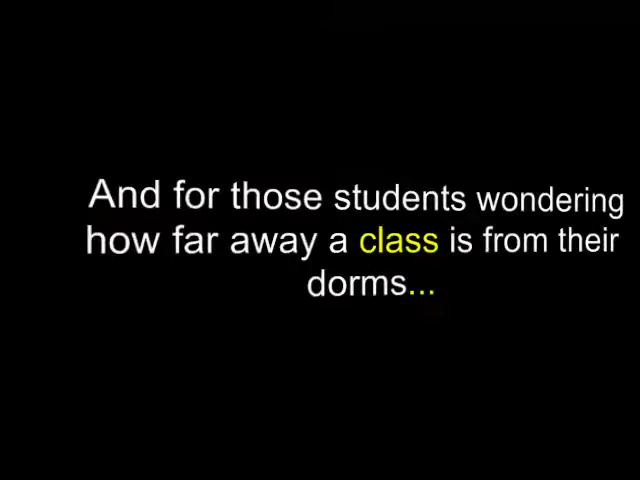 And for those students wondering
how far away a class is from their
dorms...